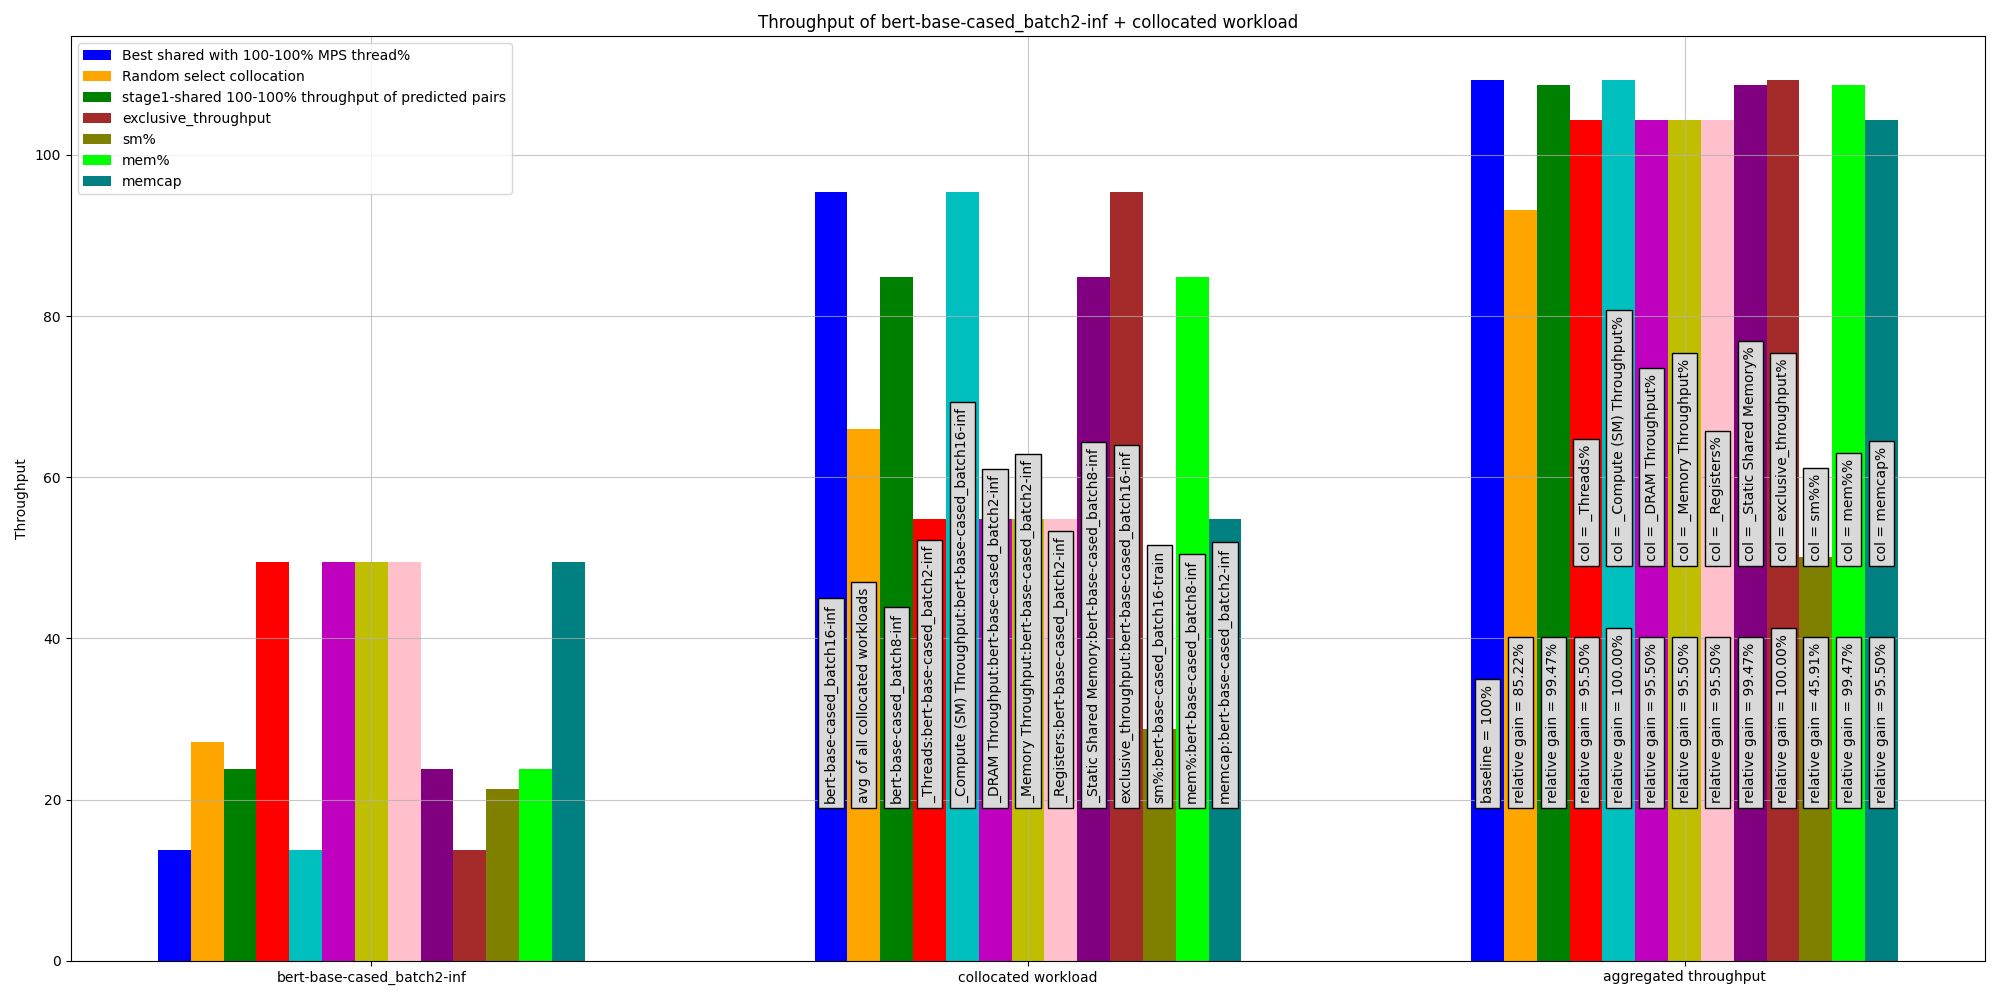 Throughput of bert-base-cased_batch2-inf + collocated workload
Best shared with 100-100% MPS thread%
Random select collocation
stage1-shared 100-100% throughput of predicted pairs
exclusive_throughput
sm%
mem%
memcap
Throughput
100
80
60
40
20
0
bert-base-cased_batch16-inf
avg of all collocated workloads
bert-base-cased_batch8-inf
_Threads:bert-base-cased_batch2-inf
_Compute (SM) Throughput:bert-base-cased_batch16-inf
_DRAM Throughput:bert-base-cased_batch2-inf
_Memory Throughput:bert-base-cased_batch2-inf
_Registers:bert-base-cased_batch2-inf
_Static Shared Memory:bert-base-cased_batch8-inf
exclusive_throughput:bert-base-cased_batch16-inf
sm%:bert-base-cased_batch16-train
mem%:bert-base-cased_batch8-inf
memcap:bert-base-cased_batch2-inf
col = _Threads%
col = _Compute (SM) Throughput%
col = _DRAM Throughput%
col = _Memory Throughput%
col = _Registers%
col = _Static Shared Memory%
col = exclusive_throughput%
col = sm%%
col = mem%%
col = memcap%
baseline = 100%
relative gain = 85.22%
relative gain = 99.47%
relative gain = 95.50%
relative gain = 100.00%
relative gain = 95.50%
relative gain = 95.50%
relative gain = 95.50%
relative gain = 99.47%
relative gain = 100.00%
relative gain = 45.91%
relative gain = 99.47%
relative gain = 95.50%
bert-base-cased_batch2-inf
collocated workload
aggregated throughput